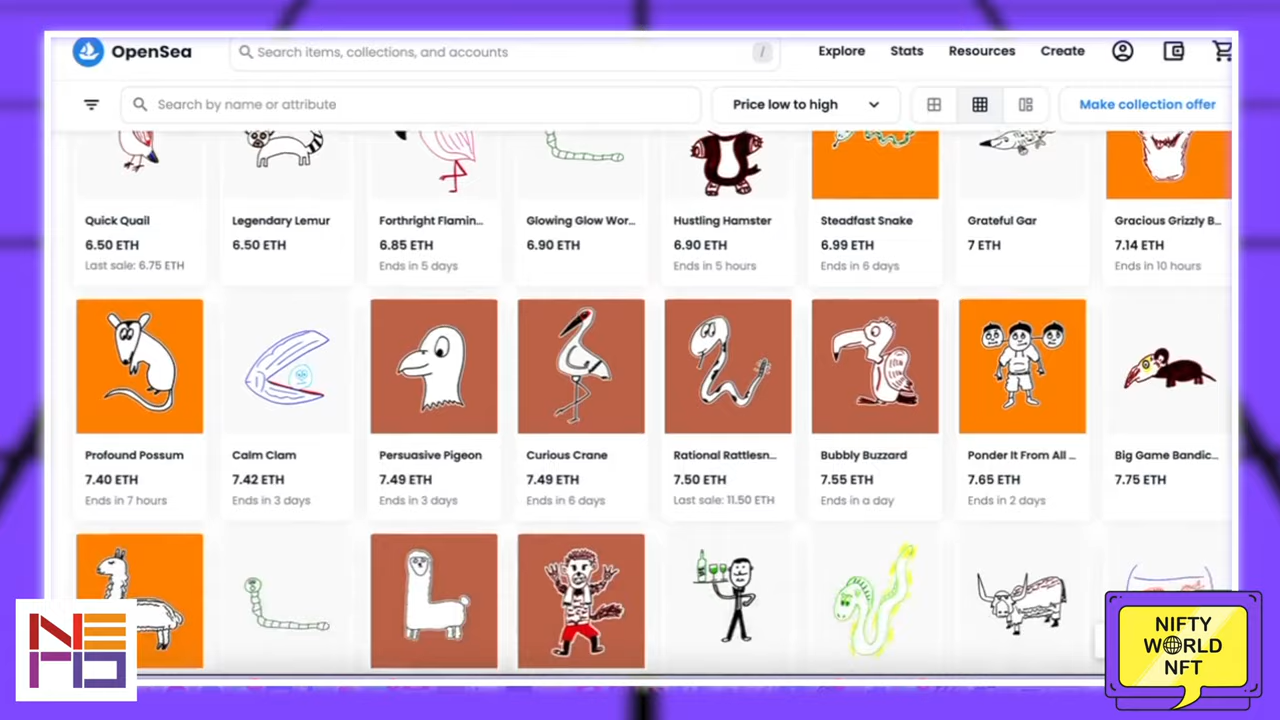 OpenSea
Search items, collections, and accounts
/
Explore
Stats
Resources
Create
Search by name or attribute
Price low to high
Make collection offer
Quick Quail
6.50 ETH
Last sale: 6.75 ETH
Legendary Lemur
6.50 ETH
Forthright Flamin...
6.85 ETH
Ends in 5 days
Glowing Glow Wor...
6.90 ETH
Hustling Hamster
6.90 ETH
Ends in 5 hours
Steadfast Snake
6.99 ETH
Ends in 6 days
Grateful Gar
7 ETH
Gracious Grizzly B...
7.14 ETH
Ends in 10 hours
Profound Possum
7.40 ETH
Ends in 7 hours
Calm Clam
7.42 ETH
Ends in 3 days
Persuasive Pigeon
7.49 ETH
Ends in 3 days
Curious Crane
7.49 ETH
Ends in 6 days
Rational Rattlesn...
7.50 ETH
Last sale: 11.50 ETH
Bubbly Buzzard
7.55 ETH
Ends in a day
Ponder It From All ...
7.65 ETH
Ends in 2 days
Big Game Bandic...
7.75 ETH
NIFTY
WORLD
NFT